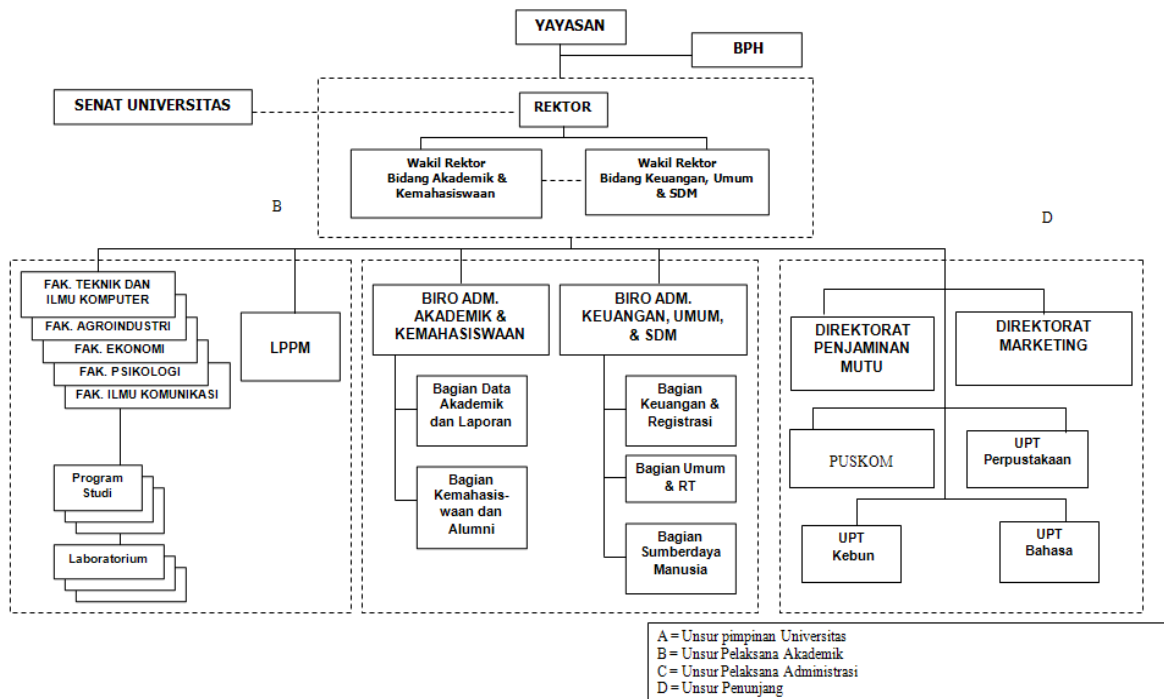 YAYASAN
BPH
SENAT UNIVERSITAS
REKTOR
Wakil Rektor
Bidang Akademik &
Kemahasiswaan
Wakil Rektor
Bidang Keuangan, Umum
& SDM
B
D
FAK. TEKNIK DAN
ILMU KOMPUTER
FAK. AGROINDUSTRI
FAK. EKONOMI
FAK. PSIKOLOGI
FAK. ILMU KOMUNIKASI
Program
Studi
Laboratorium
LPPM
BIRO ADM.
AKADEMIK &
KEMAHASISWAAN
Bagian Data
Akademik
dan Laporan
Bagian
Kemahasis-
waan dan
Alumni
BIRO ADM.
KEUANGAN, UMUM,
& SDM
Bagian
Keuangan &
Registrasi
Bagian Umum
& RT
Bagian
Sumberdaya
Manusia
DIREKTORAT
PENJAMINAN
MUTU
DIREKTORAT
MARKETING
PUSKOM
UPT
Perpustakaan
UPT
Kebun
UPT
Bahasa
A = Unsur pimpinan Universitas
B = Unsur Pelaksana Akademik
C = Unsur Pelaksana Administrasi
D = Unsur Penunjang